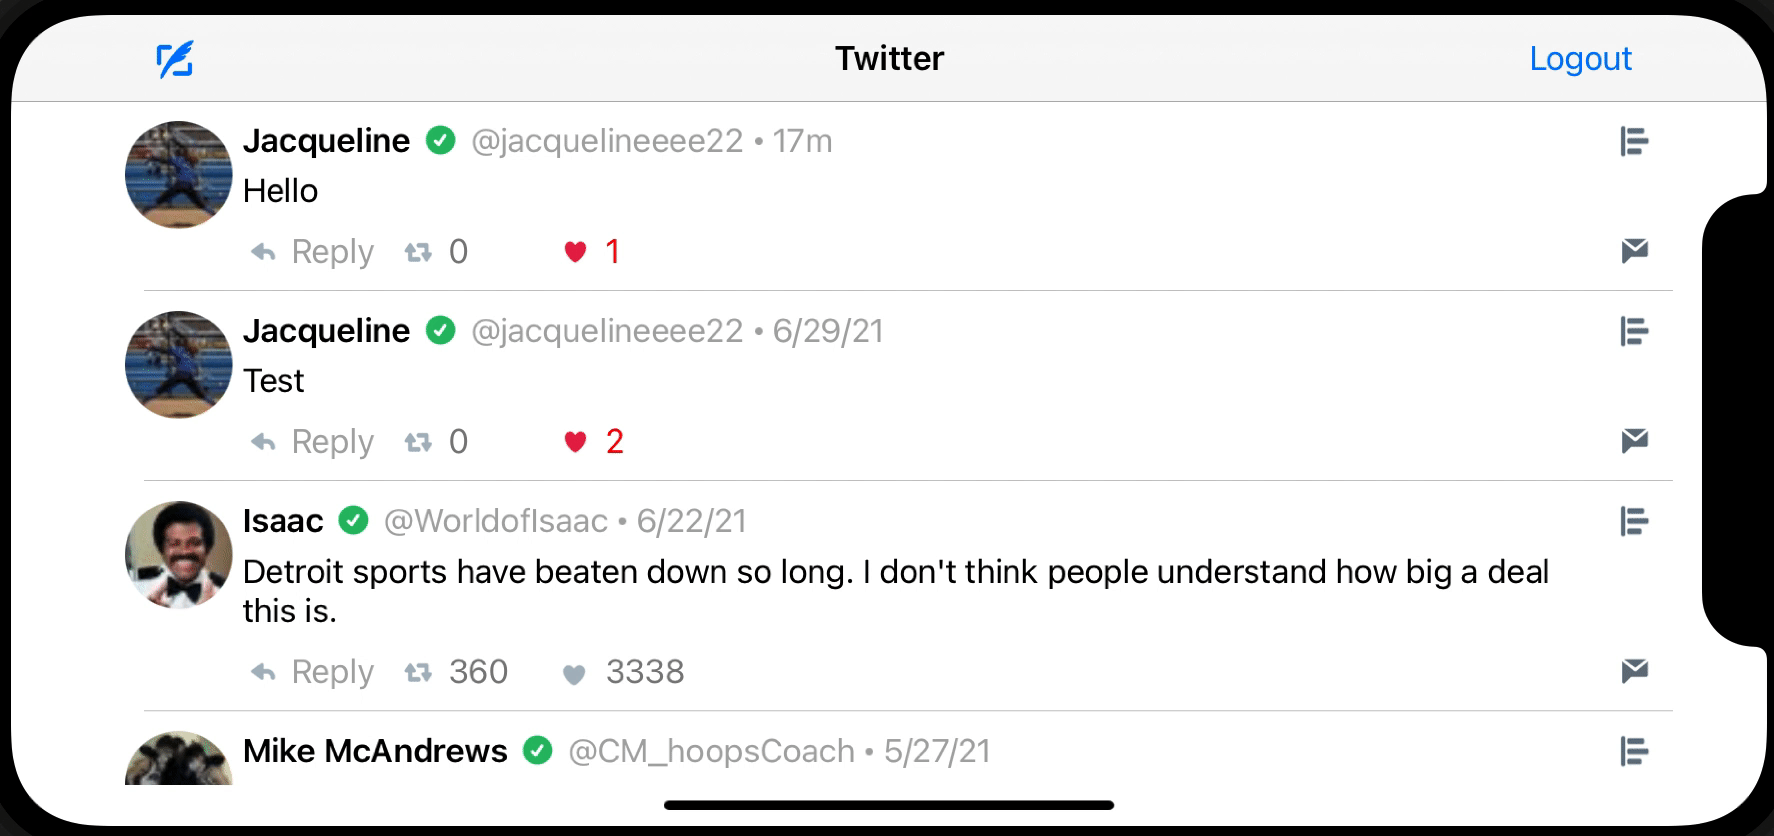 Twitter
Logout
Jacqueline @jacquelineeee22 • 17m
Hello
Reply 0 1
Jacqueline @jacquelineeee22 • 6/29/21
Test
Reply 0 2
Isaac @WorldofIsaac • 6/22/21
Detroit sports have beaten down so long. I don't think people understand how big a deal
this is.
Reply 360 3338
Mike McAndrews @CM_hoopsCoach • 5/27/21